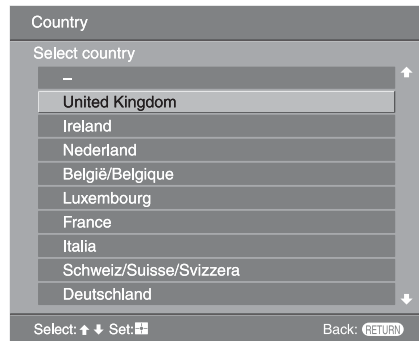 Country
Select country
–
United Kingdom
Ireland
Nederland
België/Belgique
Luxembourg
France
Italia
Schweiz/Suisse/Svizzera
Deutschland
Select: Set: Back: RETURN